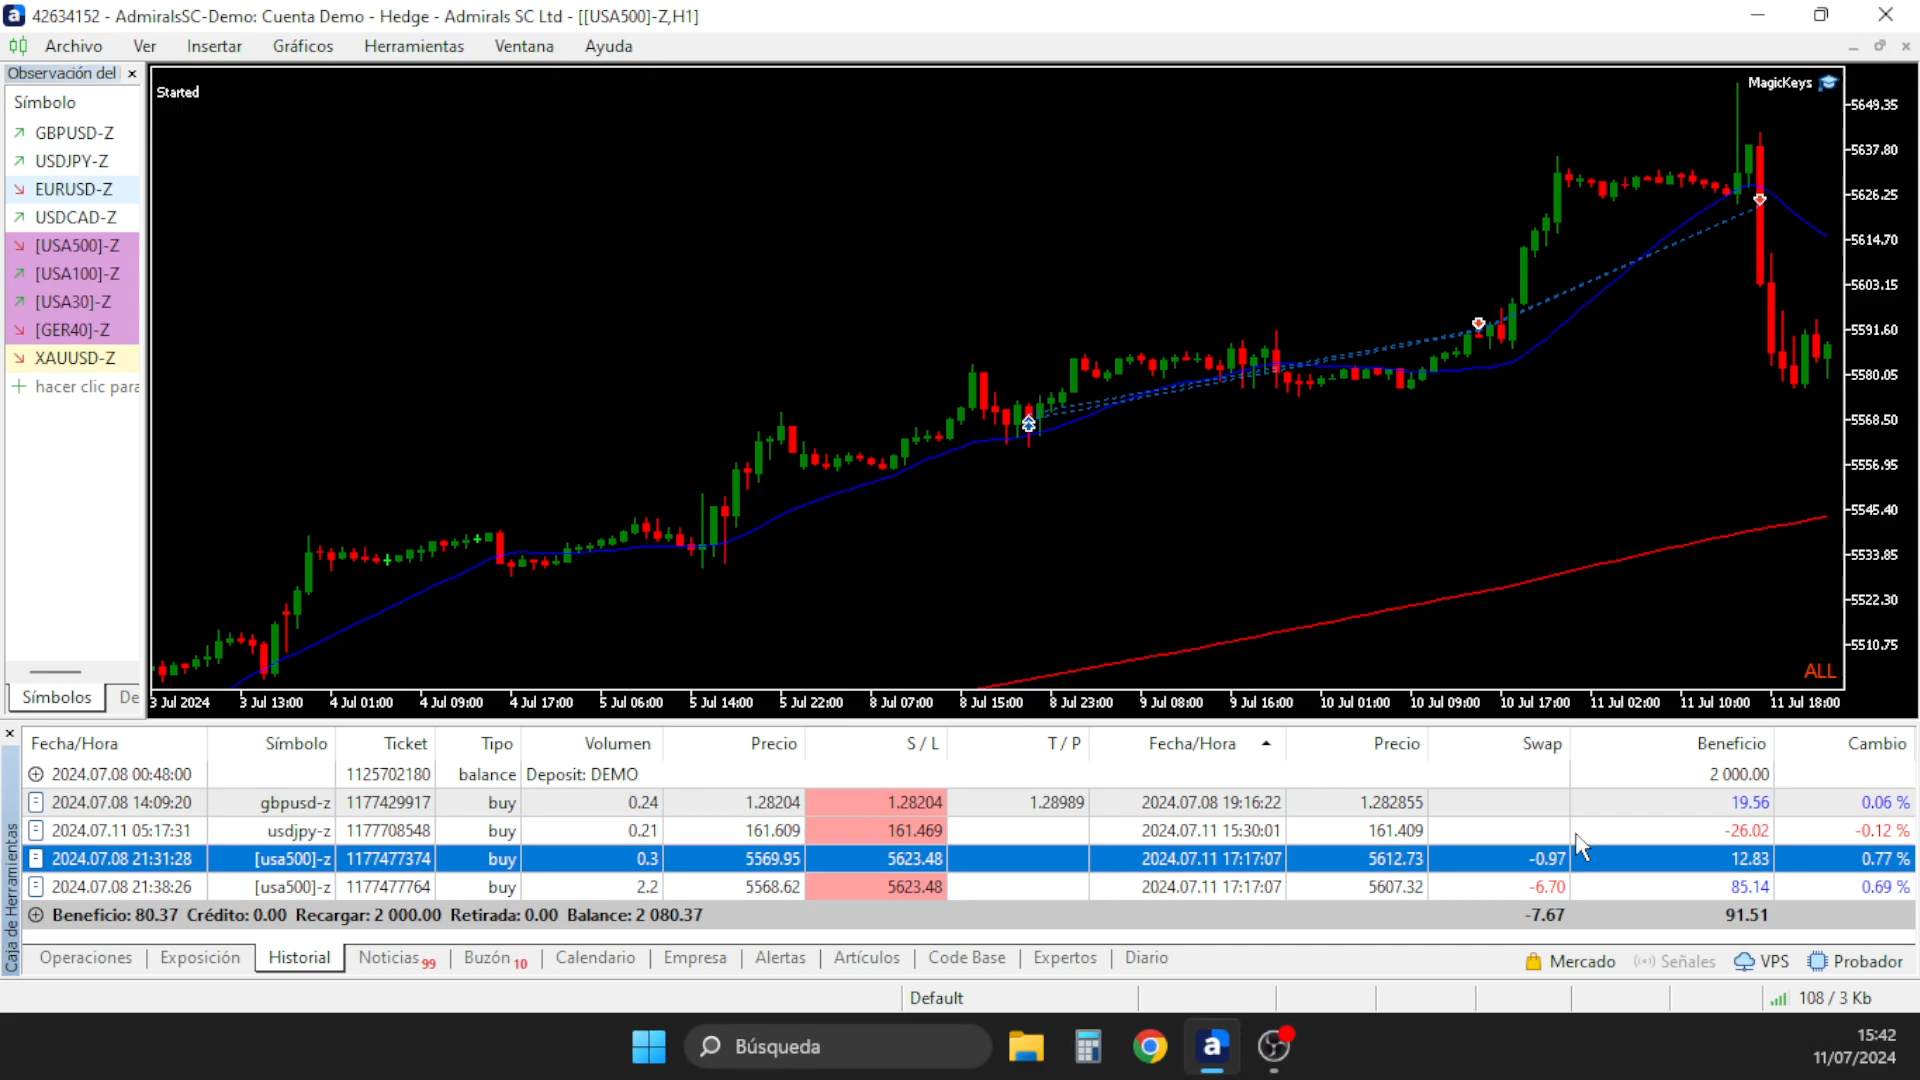 42634152 - AdmiralsSC-Demo: Cuenta Demo - Hedge - Admirals SC Ltd - [[USA500]-Z,H1]
Archivo Ver Insertar Gráficos Herramientas Ventana Ayuda
Observación del
Símbolo
GBPUSD-Z
USDJPY-Z
EURUSD-Z
USDCAD-Z
[USA500]-Z
[USA100]-Z
[USA30]-Z
[GER40]-Z
XAUUSD-Z
hacer clic para
Símbolos De
Started
MagicKeys
5649.35
5637.80
5626.25
5614.70
5603.15
5591.60
5580.05
5568.50
5556.95
5545.40
5533.85
5522.30
5510.75
ALL
3 Jul 2024 3 Jul 13:00 4 Jul 01:00 4 Jul 09:00 4 Jul 17:00 5 Jul 06:00 5 Jul 14:00 5 Jul 22:00 8 Jul 07:00 8 Jul 15:00 8 Jul 23:00 9 Jul 08:00 9 Jul 16:00 10 Jul 01:00 10 Jul 09:00 10 Jul 17:00 11 Jul 02:00 11 Jul 10:00 11 Jul 18:00
Caja de Herramientas
Fecha/Hora Símbolo Ticket Tipo Volumen Precio S / L T / P Fecha/Hora Precio Swap Beneficio Cambio
2024.07.08 00:48:00 1125702180 balance Deposit: DEMO 2 000.00
2024.07.08 14:09:20 gbpusd-z 1177429917 buy 0.24 1.28204 1.28204 1.28989 2024.07.08 19:16:22 1.282855 19.56 0.06 %
2024.07.11 05:17:31 usdjpy-z 1177708548 buy 0.21 161.609 161.469 2024.07.11 15:30:01 161.409 -26.02 -0.12 %
2024.07.08 21:31:28 [usa500]-z 1177477374 buy 0.3 5569.95 5623.48 2024.07.11 17:17:07 5612.73 -0.97 12.83 0.77 %
2024.07.08 21:38:26 [usa500]-z 1177477764 buy 2.2 5568.62 5623.48 2024.07.11 17:17:07 5607.32 -6.70 85.14 0.69 %
Beneficio: 80.37 Crédito: 0.00 Recargar: 2 000.00 Retirada: 0.00 Balance: 2 080.37 -7.67 91.51
Operaciones Exposición Historial Noticias 99 Buzón 10 Calendario Empresa Alertas Artículos Code Base Expertos Diario Mercado Señales VPS Probador
Default 108 / 3 Kb
Búsqueda
15:42
11/07/2024